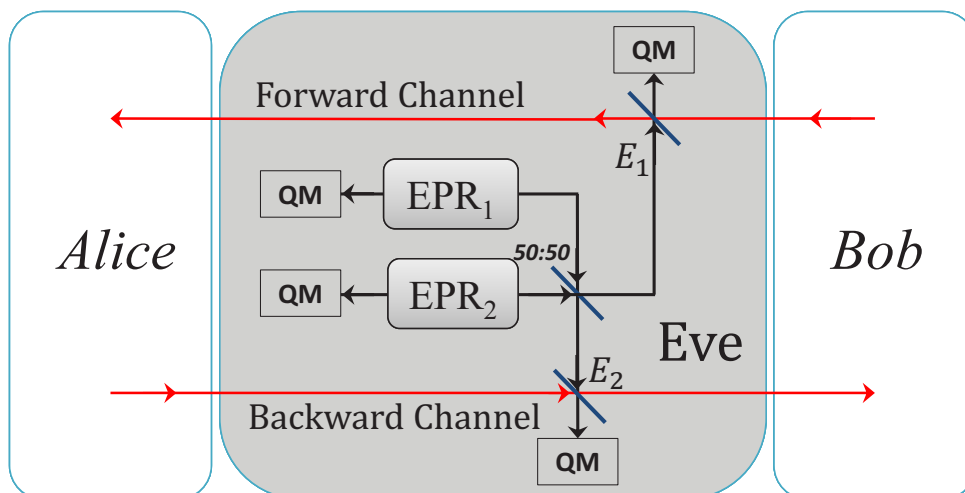 QM
Forward Channel
E1
QM
EPR1
Alice
Bob
50:50
QM
EPR2
Eve
E2
Backward Channel
QM